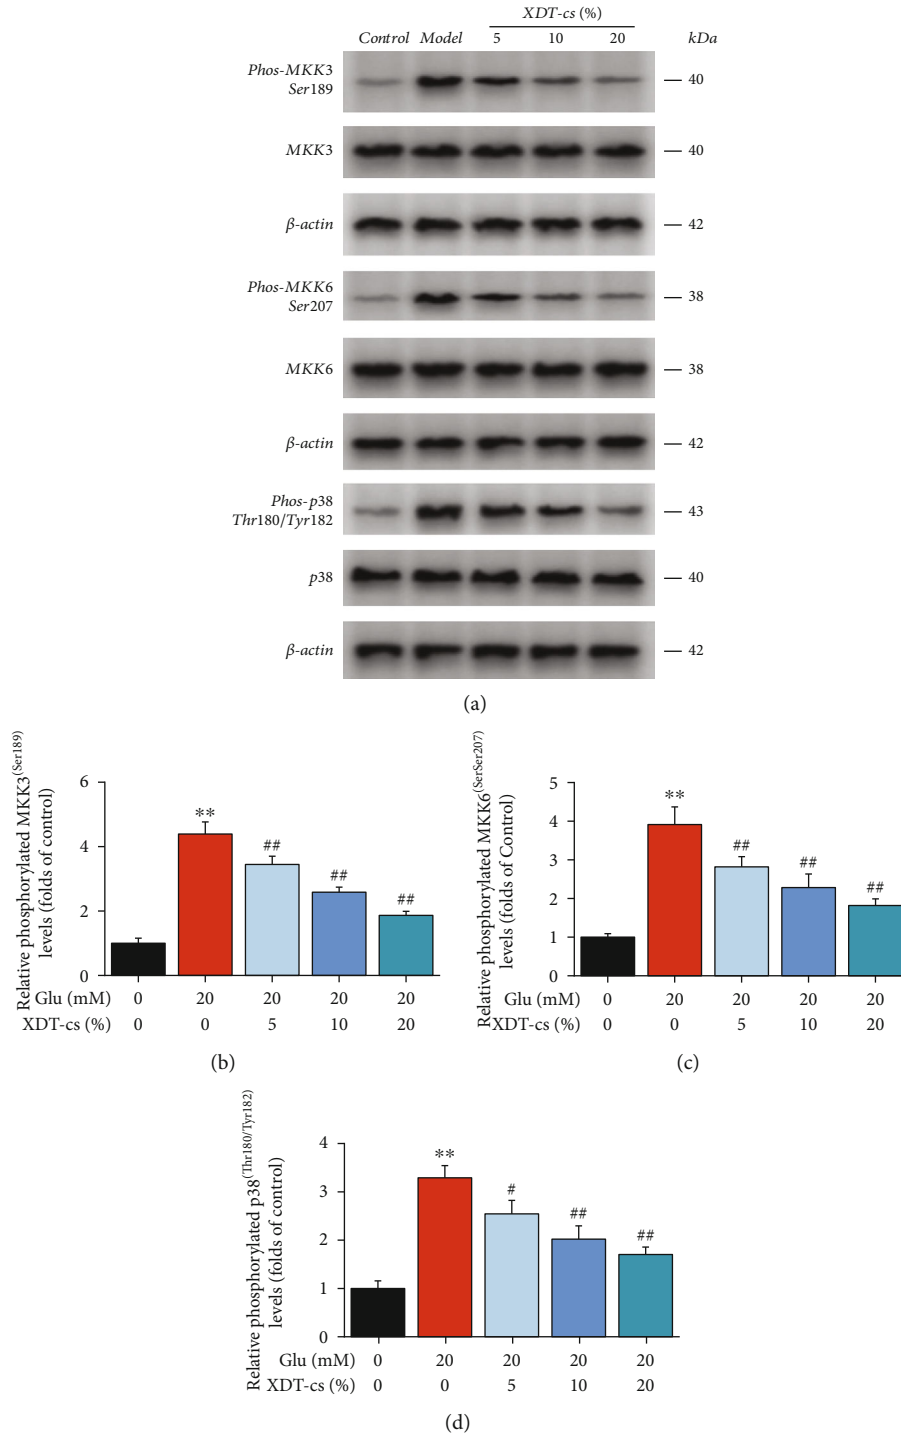 XDT-cs (%)
Control Model 5 10 20 kDa
Phos-MKK3
Ser189
— 40
MKK3 — 40
β-actin — 42
Phos-MKK6
Ser207
— 38
MKK6 — 38
β-actin — 42
Phos-p38
Thr180/Tyr182
— 43
p38 — 40
β-actin — 42
(a)
Relative phosphorylated MKK3(Ser189)
levels (folds of control)
6
4
2
0
**
##
##
##
Glu (mM) 0 20 20 20 20
XDT-cs (%) 0 0 5 10 20
(b)
Relative phosphorylated MKK6(SerSer207)
levels (folds of Control)
5
4
3
2
1
0
**
##
##
##
Glu (mM) 0 20 20 20 20
XDT-cs (%) 0 0 5 10 20
(c)
Relative phosphorylated p38(Thr180/Tyr182)
levels (folds of control)
4
3
2
1
0
**
#
##
##
Glu (mM) 0 20 20 20 20
XDT-cs (%) 0 0 5 10 20
(d)